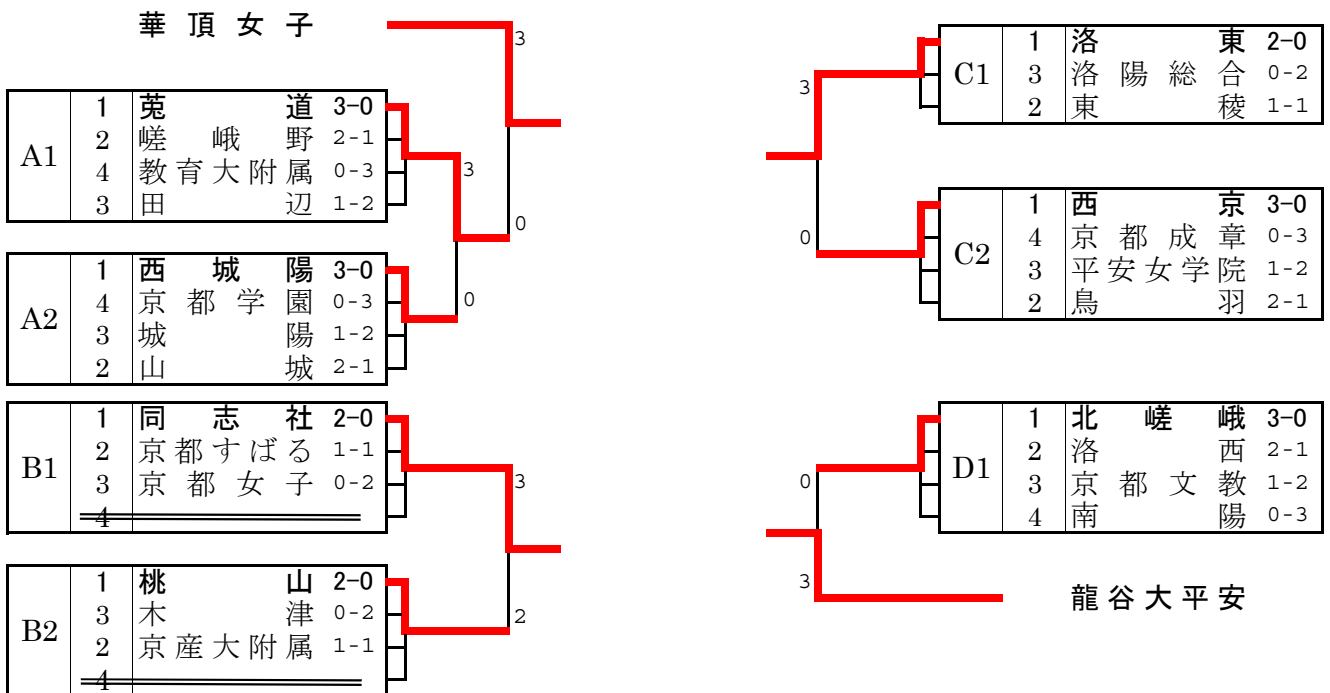 華頂女子
3
A1
1 莵道 3-0
2 嵯峨野 2-1
4 教育大附属 0-3
3 田辺 1-2
3
0
A2
1 西城陽 3-0
4 京都学園 0-3
3 城陽 1-2
2 山城 2-1
0
B1
1 同志社 2-0
2 京都すばる 1-1
3 京都女子 0-2
4
3
B2
1 桃山 2-0
3 木津 0-2
2 京産大附属 1-1
4
2
C1
1 洛東 2-0
3 洛陽総合 0-2
2 東稜 1-1
3
C2
1 西京 3-0
4 京都成章 0-3
3 平安女学院 1-2
2 鳥羽 2-1
0
D1
1 北嵯峨 3-0
2 洛西 2-1
3 京都文教 1-2
4 南陽 0-3
0
3
龍谷大平安